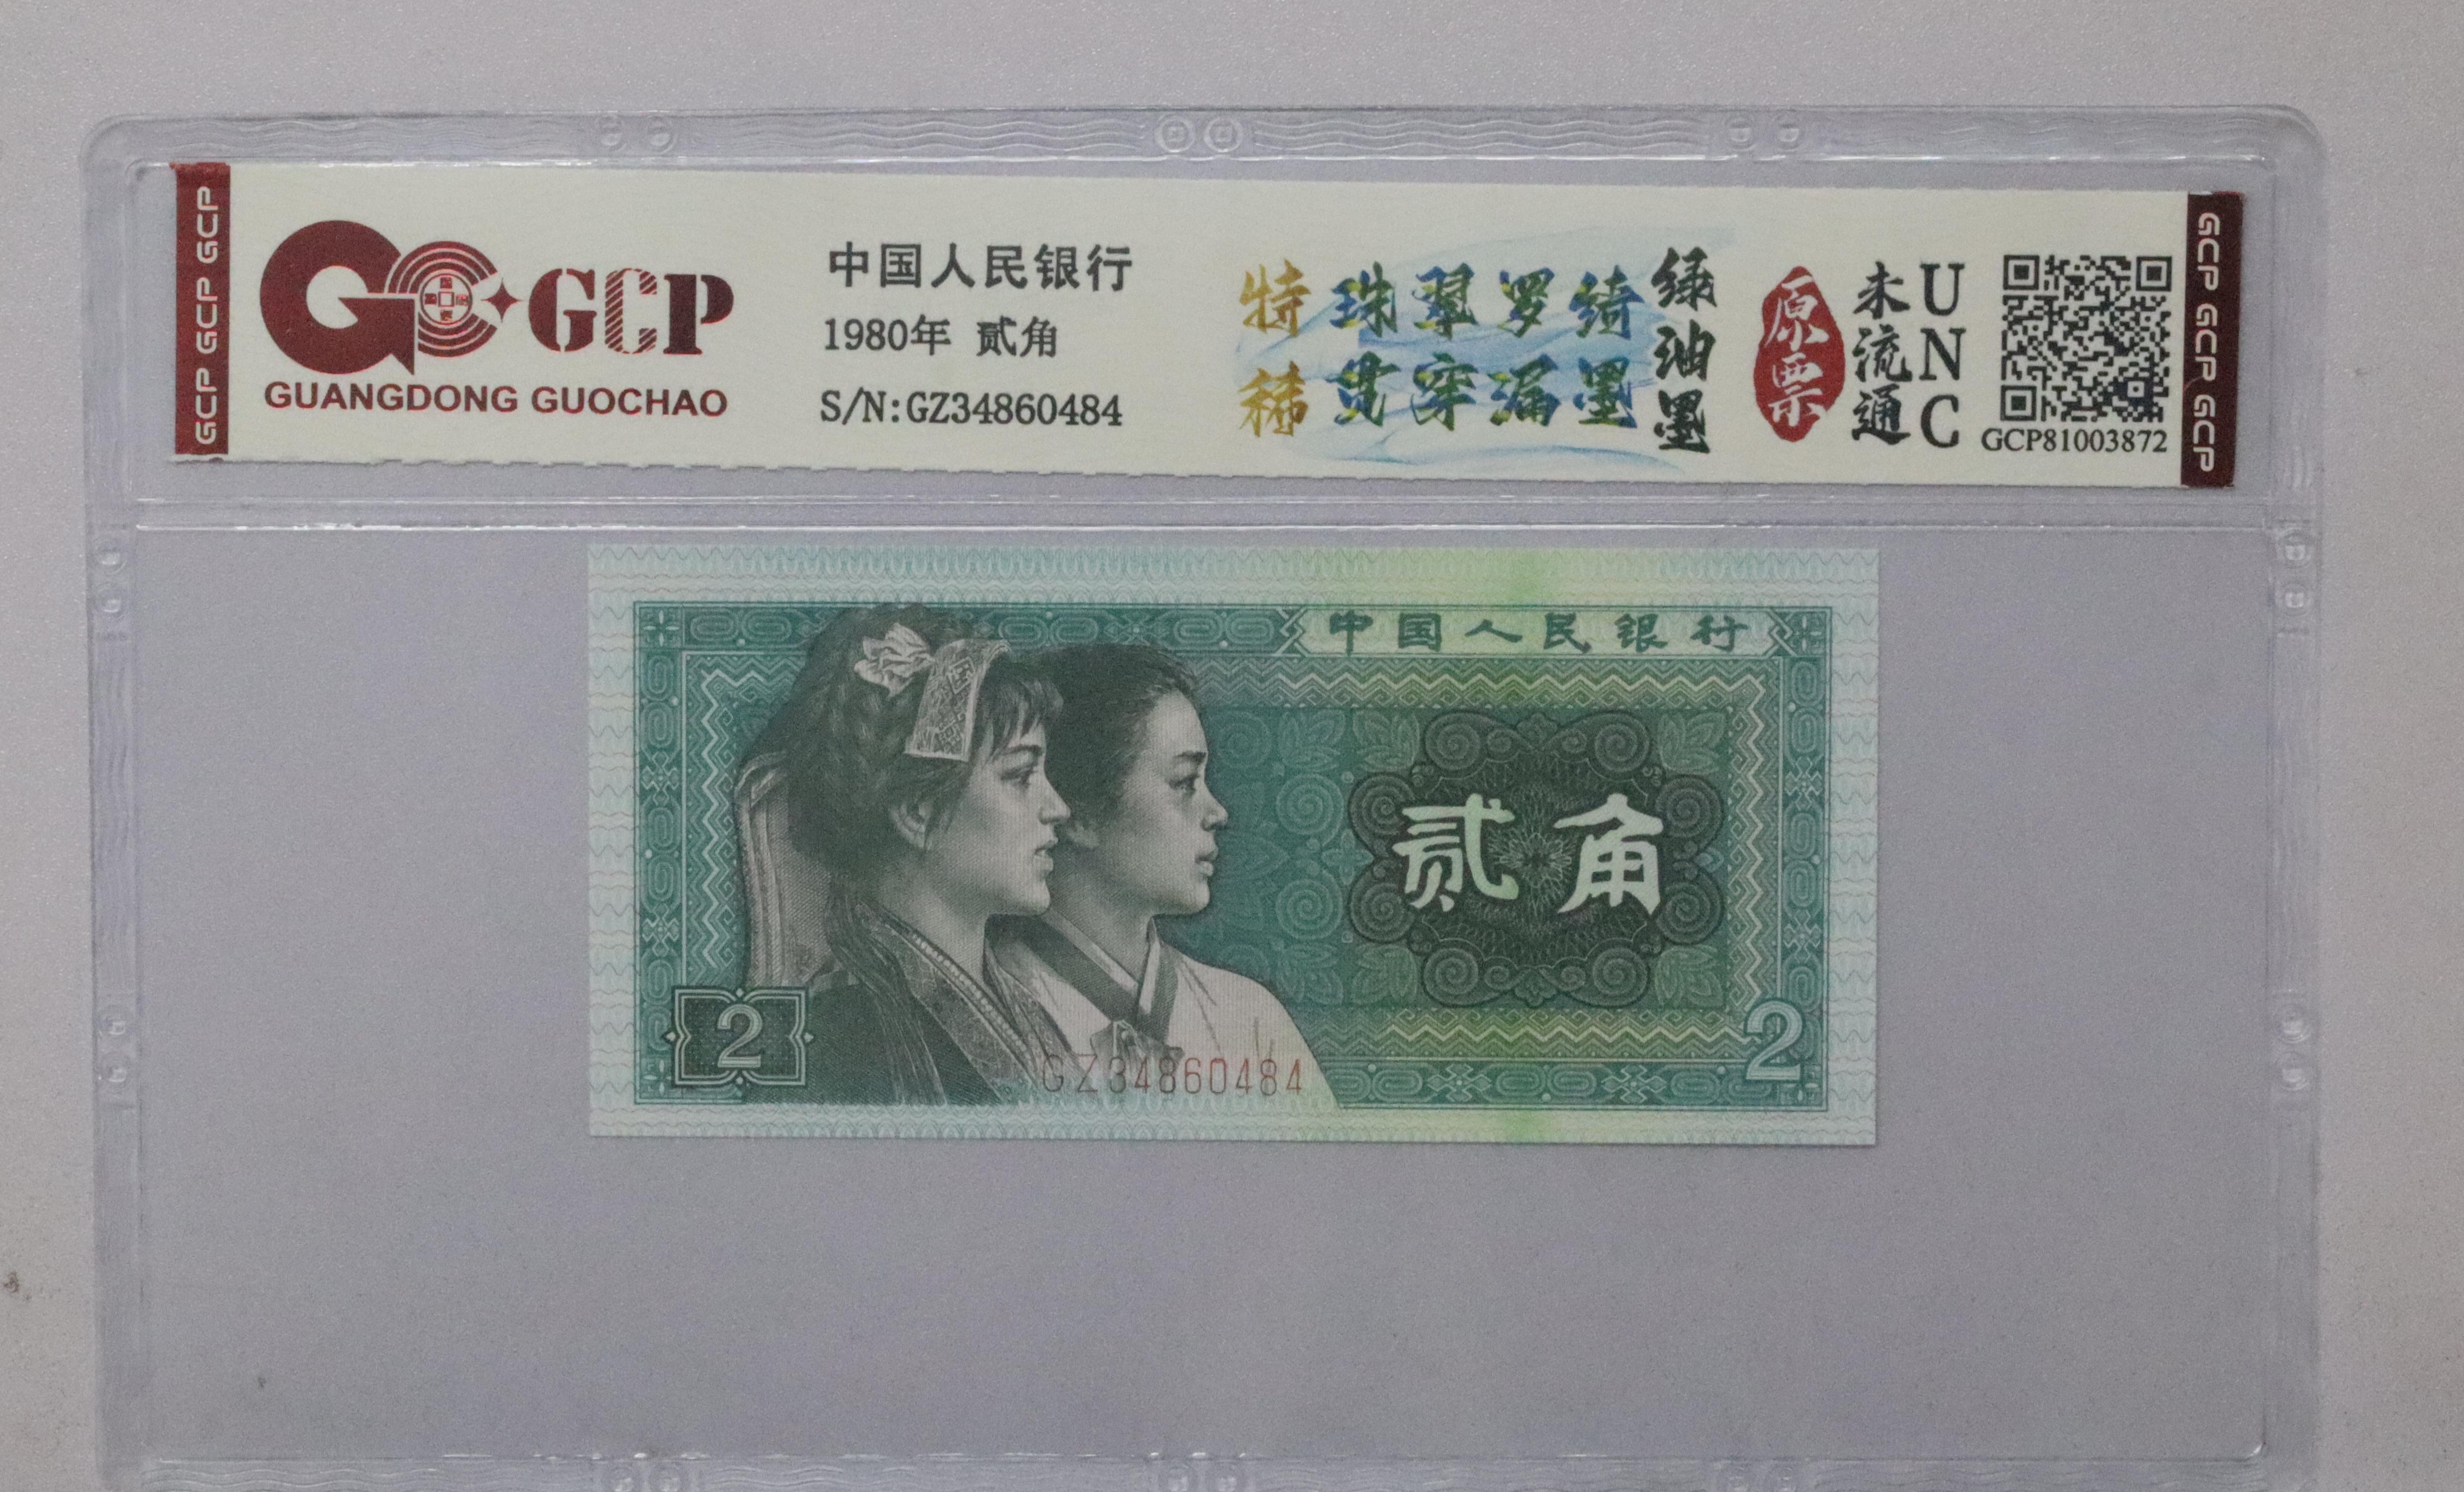 GCP GCP GCP
GCP
GUANGDONG GUOCHAO
中国人民银行
1980年 贰角
S/N:GZ34860484
特稀
珠翠罗绮
贯穿漏墨
绿油墨
原票
未流通
UNC
GCP81003872
GCP GCP GCP
中国人民银行
贰角
2
2
GZ34860484